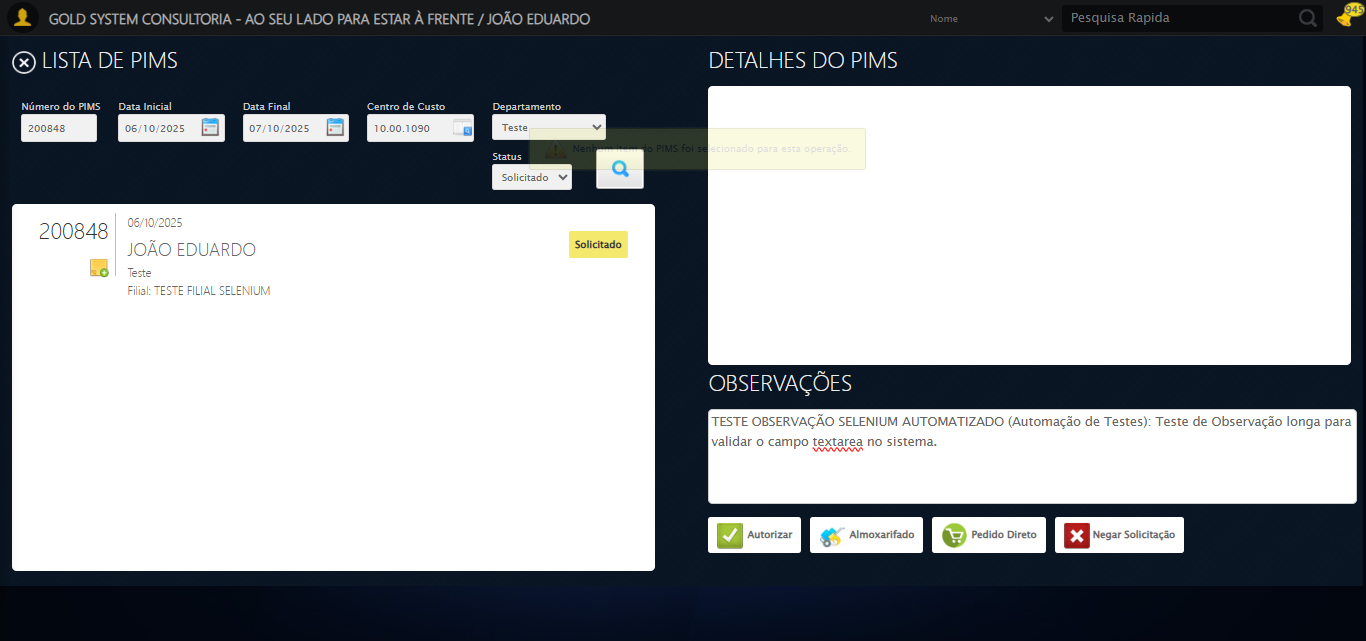 GOLD SYSTEM CONSULTORIA - AO SEU LADO PARA ESTAR À FRENTE / JOÃO EDUARDO
Nome
Pesquisa Rapida
945
LISTA DE PIMS
Número do PIMS
Data Inicial
Data Final
Centro de Custo
Departamento
200848
06/10/2025
07/10/2025
10.00.1090
Teste
Status
Solicitado
Nenhum item do PIMS foi selecionado para esta operação.
200848
06/10/2025
JOÃO EDUARDO
Teste
Filial: TESTE FILIAL SELENIUM
Solicitado
DETALHES DO PIMS
OBSERVAÇÕES
TESTE OBSERVAÇÃO SELENIUM AUTOMATIZADO (Automação de Testes): Teste de Observação longa para
validar o campo textarea no sistema.
Autorizar
Almoxarifado
Pedido Direto
Negar Solicitação